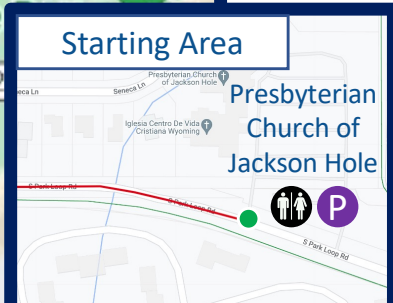 Starting Area
Presbyterian Church
of Jackson Hole
Seneca Ln
eca Ln
Presbyterian
Church of
Jackson Hole
Iglesia Centro De Vida
Cristiana Wyoming
P
S Park Loop Rd
S Park Loop Rd
S Park Loop Rd